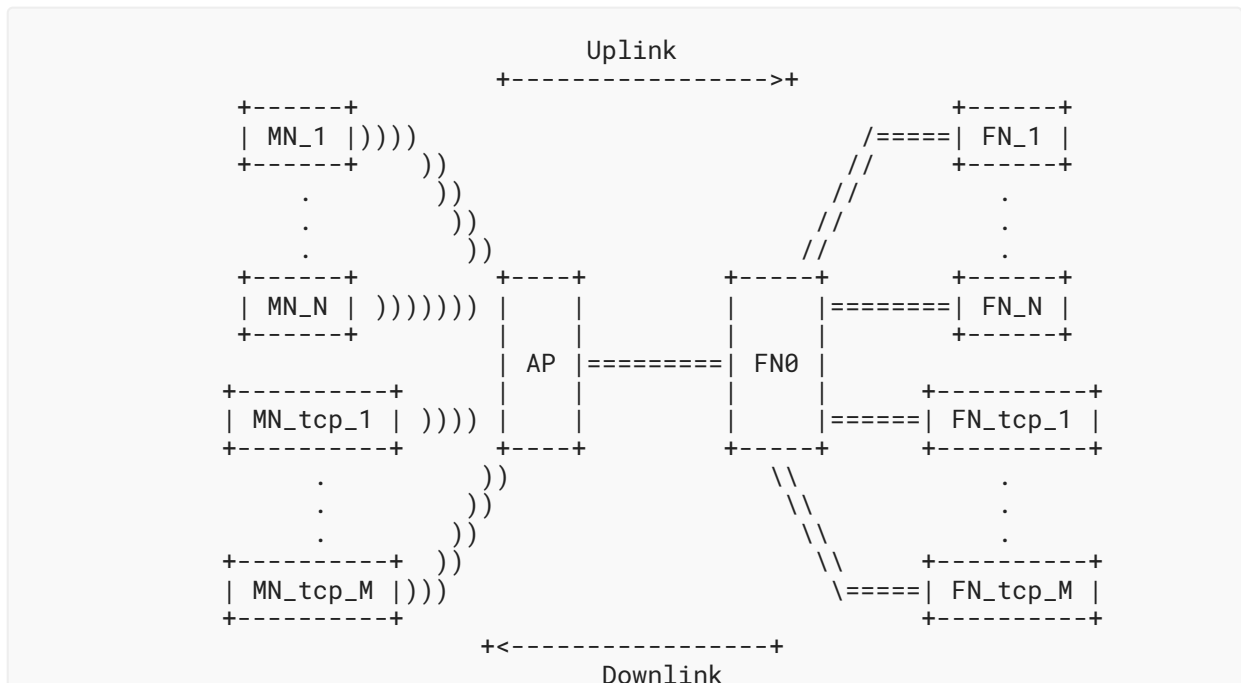 Uplink
+----------------->+
+------+ +------+
| MN_1 |)))) /=====| FN_1 |
+------+ )) // +------+
. )) // .
. )) // .
. )) // .
+------+ +----+ +-----+ +------+
| MN_N | ))))))) | | | |========| FN_N |
+------+ | | | | +------+
| AP |=========| FN0 |
+----------+ | | | | +----------+
| MN_tcp_1 | )))) | | | |======| FN_tcp_1 |
+----------+ +----+ +-----+ +----------+
. )) \\ .
. )) \\ .
. )) \\ .
+----------+ )) \\ +----------+
| MN_tcp_M |))) \=====| FN_tcp_M |
+----------+ +----------+
+<-----------------+
Downlink